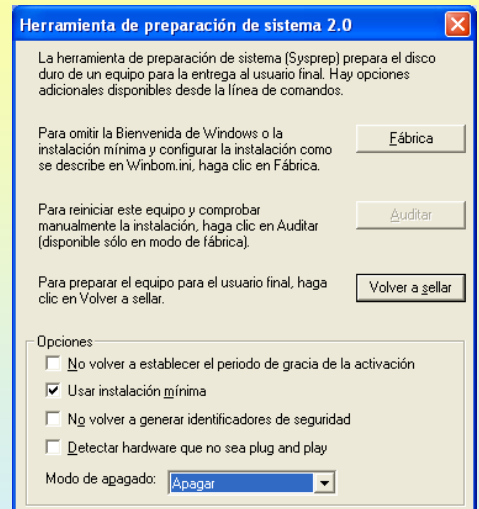 Herramienta de preparación de sistema 2.0
La herramienta de preparación de sistema (Sysprep) prepara el disco
duro de un equipo para la entrega al usuario final. Hay opciones
adicionales disponibles desde la línea de comandos.
Para omitir la Bienvenida de Windows o la
instalación mínima y configurar la instalación como
se describe en Winbom.ini, haga clic en Fábrica.
Fábrica
Para reiniciar este equipo y comprobar
manualmente la instalación, haga clic en Auditar
(disponible sólo en modo de fábrica).
Auditar
Para preparar el equipo para el usuario final, haga
clic en Volver a sellar.
Volver a sellar
Opciones
No volver a establecer el periodo de gracia de la activación
Usar instalación mínima
No volver a generar identificadores de seguridad
Detectar hardware que no sea plug and play
Modo de apagado: Apagar